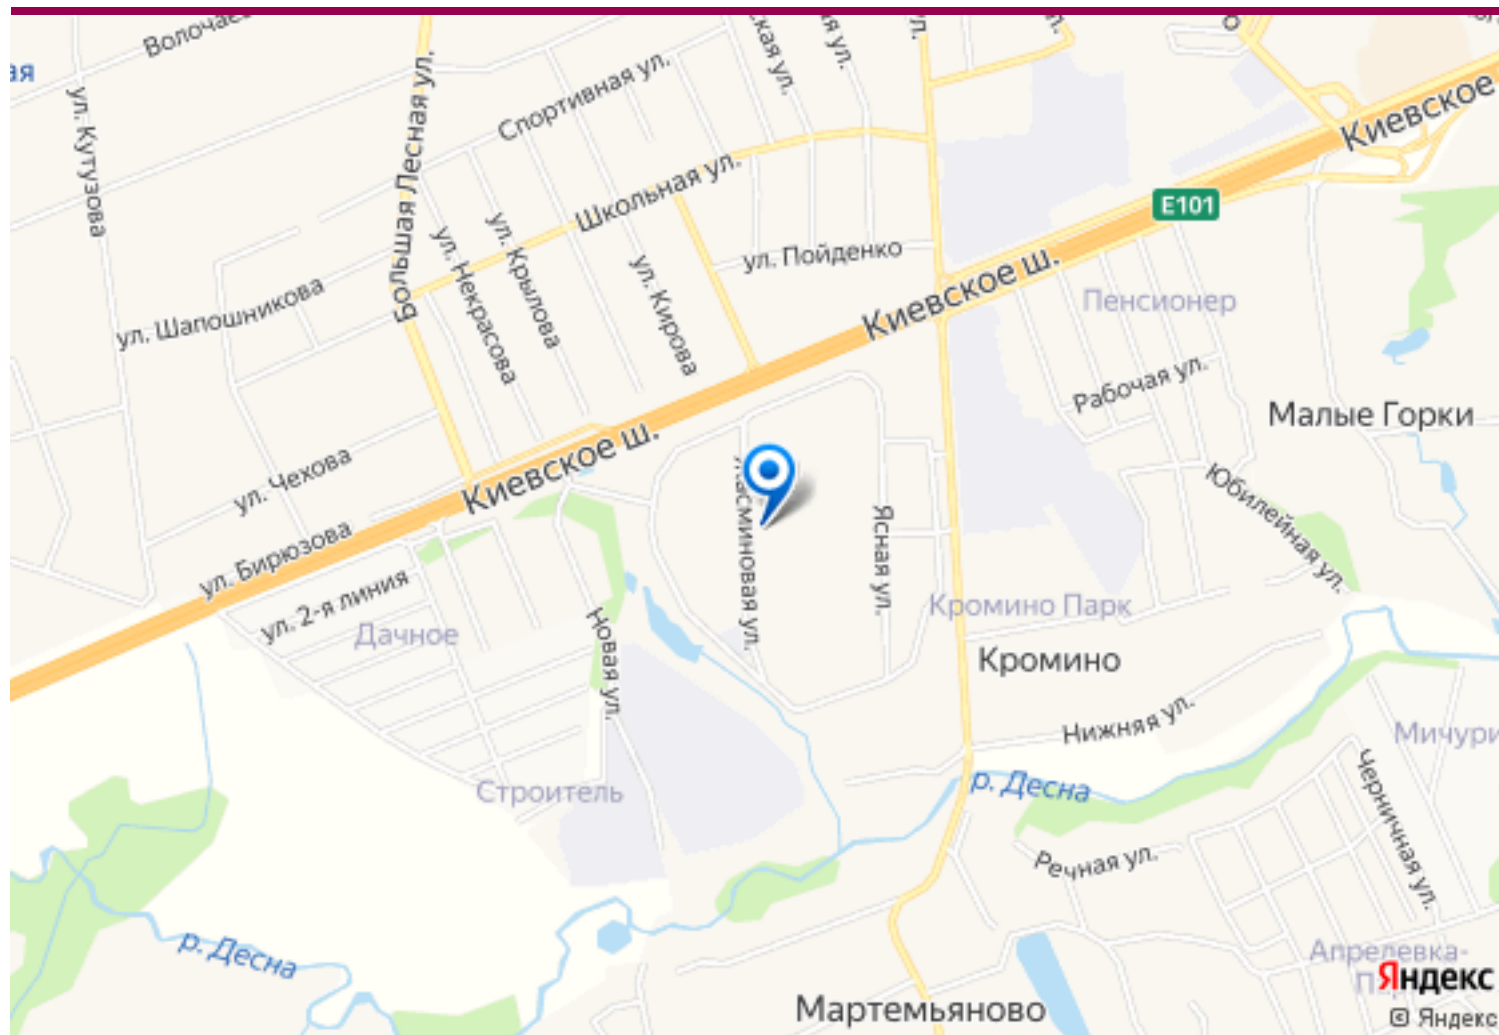 ул. Кутузова
Большая Лесная ул.
Спортивная ул.
Школьная ул.
Киевское
E101
ул. Пойденко
Киевское ш.
Пенсионер
ул. Некрасова
ул. Крылова
ул. Кирова
ул. Шапошникова
Рабочая ул.
Малые Горки
Киевское ш.
ул. Чехова
Юбилейная ул.
Ясная ул.
ул. Бирюзова
ул. 2-я линия
Дачное
Новая ул.
Кромино Парк
Кромино
Нижняя ул.
Мичури
Строитель
р. Десна
Черничная ул.
Речная ул.
р. Десна
Апрелевка-
Яндекс
Мартемьяново
© Яндекс